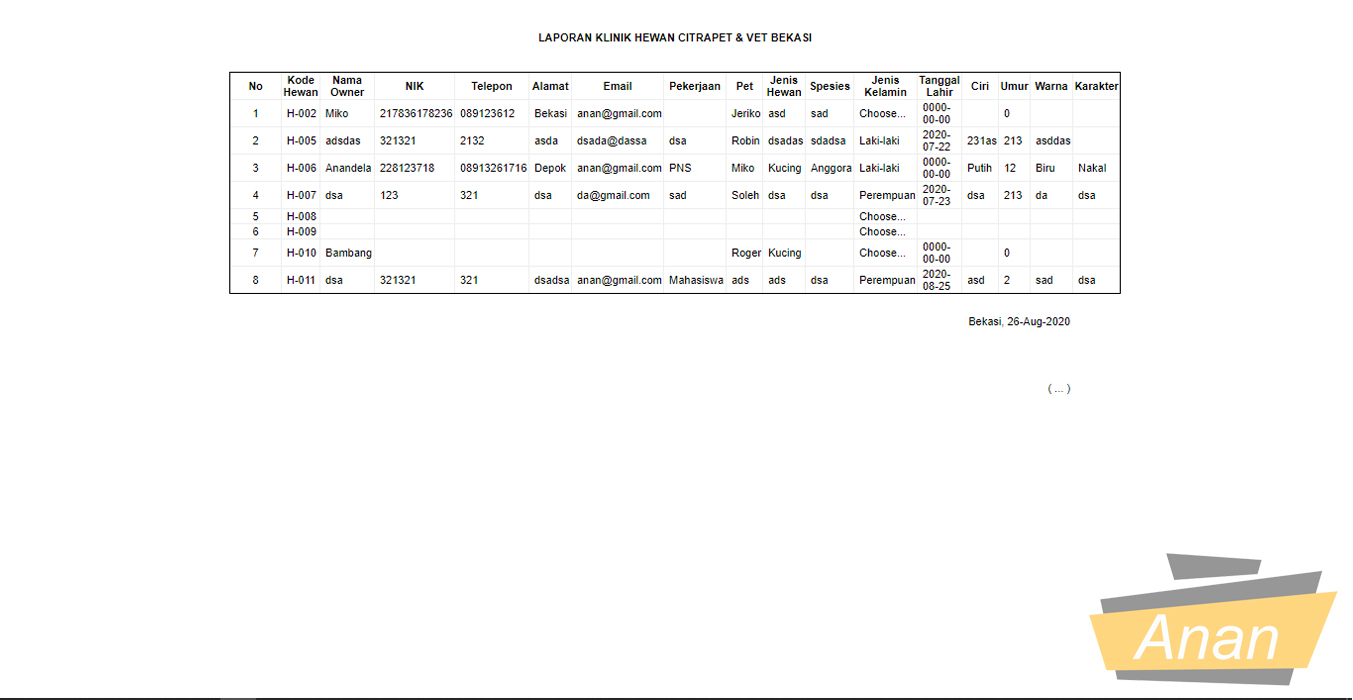 LAPORAN KLINIK HEWAN CITRAPET & VET BEKASI
No Kode Hewan Nama Owner NIK Telepon Alamat Email Pekerjaan Pet Jenis Hewan Spesies Jenis Kelamin Tanggal Lahir Ciri Umur Warna Karakter
1 H-002 Miko 217836178236 089123612 Bekasi anan@gmail.com Jeriko asd sad Choose... 0000-00-00 0
2 H-005 adsdas 321321 2132 asda dsada@dassa dsa Robin dsadas sdadsa Laki-laki 2020-07-22 231as 213 asddas
3 H-006 Anandela 228123718 08913261716 Depok anan@gmail.com PNS Miko Kucing Anggora Laki-laki 0000-00-00 Putih 12 Biru Nakal
4 H-007 dsa 123 321 dsa da@gmail.com sad Soleh dsa dsa Perempuan 2020-07-23 dsa 213 da dsa
5 H-008 Choose...
6 H-009 Choose...
7 H-010 Bambang Roger Kucing Choose... 0000-00-00 0
8 H-011 dsa 321321 321 dsadsa anan@gmail.com Mahasiswa ads ads dsa Perempuan 2020-08-25 asd 2 sad dsa
Bekasi, 26-Aug-2020
( ... )
Anan